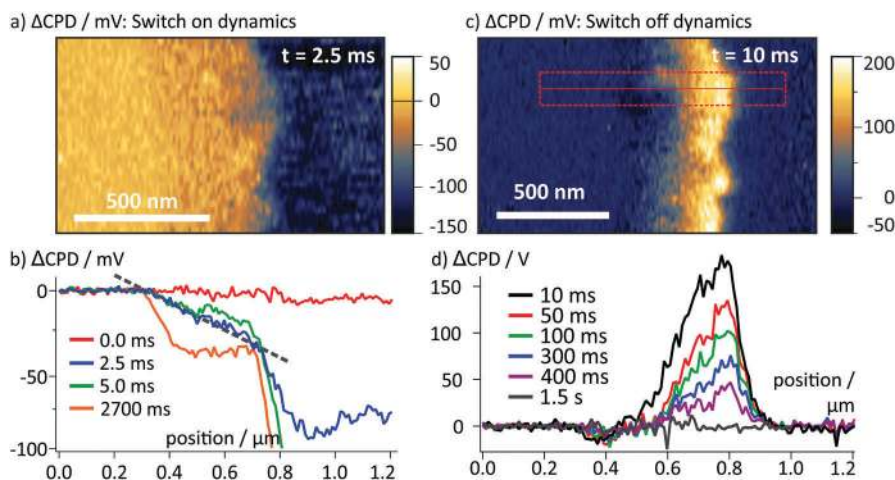 a) ΔCPD / mV: Switch on dynamics
t = 2.5 ms
500 nm
50
0
-50
-100
-150
c) ΔCPD / mV: Switch off dynamics
t = 10 ms
500 nm
200
100
0
-50
b) ΔCPD / mV
0
-50
-100
0.0 ms
2.5 ms
5.0 ms
2700 ms
position / μm
0.0 0.2 0.4 0.6 0.8 1.0 1.2
d) ΔCPD / V
150
100
50
0
10 ms
50 ms
100 ms
300 ms
400 ms
1.5 s
position /
μm
0.0 0.2 0.4 0.6 0.8 1.0 1.2